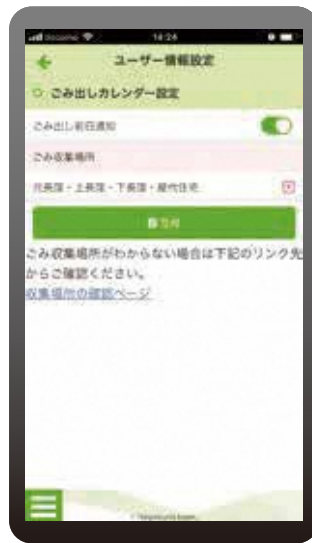 docomo 14:24
ユーザー情報設定
ごみ出しカレンダー設定
ごみ出し前日通知
ごみ収集場所
ごみ収集場所がわからない場合は下記のリンク先
からご確認ください。
収集場所の確認ページ